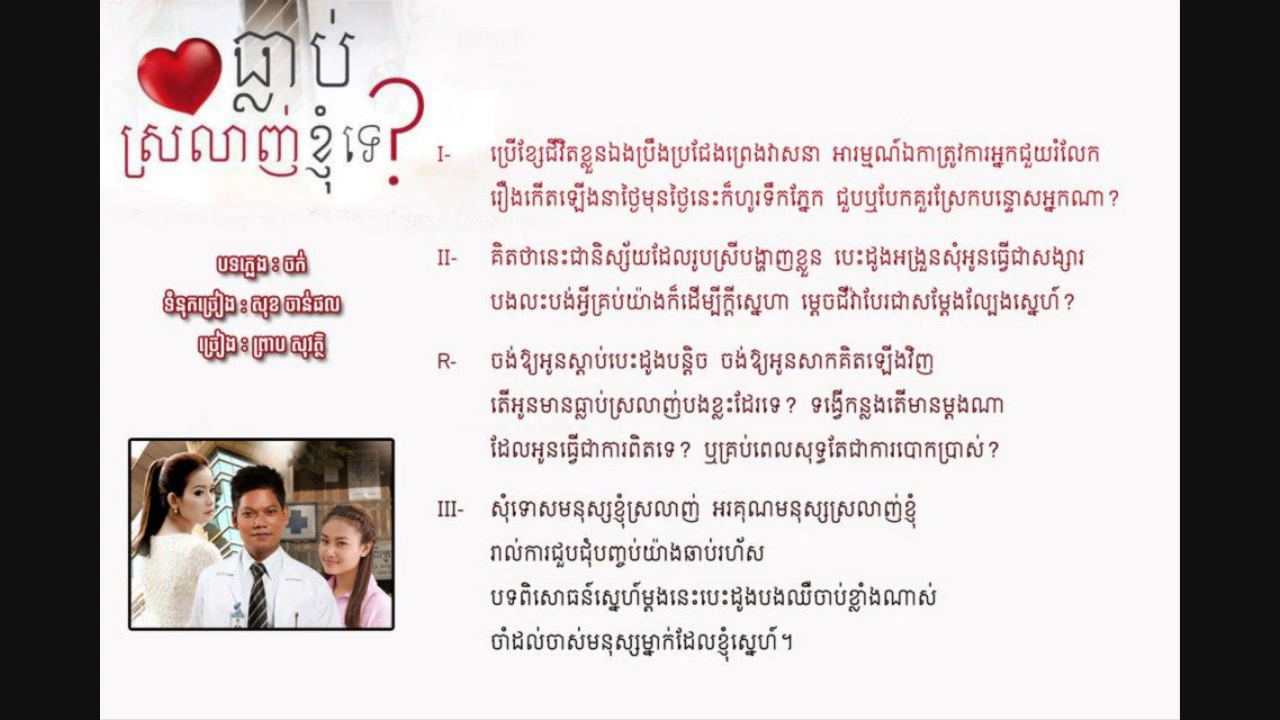 ធ្លាប់
ស្រលាញ់ខ្ញុំទេ?
បទភ្លេង : ចក់
ទំនុកច្រៀង : សុខ ចាន់ផល
ច្រៀង : ព្រាប សុវត្ថិ
I- ប្រើខ្សែជីវិតខ្លួនឯងប្រឹងប្រជែងព្រេងវាសនា អារម្មណ៍ឯកាត្រូវការអ្នកជួយរំលែក
រឿងកើតឡើងនាថ្ងៃមុនថ្ងៃនេះក៏ហូរទឹកភ្នែក ជួបឬបែកគួរស្រែកបន្ទោសអ្នកណា?
II- គិតថានេះជានិស្ស័យដែលរូបស្រីបង្ហាញខ្លួន បេះដូងអង្រួនសុំអូនធ្វើជាសង្សារ
បងលះបង់អ្វីគ្រប់យ៉ាងក៏ដើម្បីក្ដីស្នេហា ម្ដេចជីវ៉ាបែរជាសម្ដែងល្បែងស្នេហ៍?
R- ចង់ឱ្យអូនស្ដាប់បេះដូងបន្តិច ចង់ឱ្យអូនសាកគិតឡើងវិញ
តើអូនមានធ្លាប់ស្រលាញ់បងខ្លះដែរទេ? ទង្វើកន្លងតើមានម្ដងណា
ដែលអូនធ្វើជាការពិតទេ? ឬគ្រប់ពេលសុទ្ធតែជាការបោកប្រាស់?
III- សុំទោសមនុស្សខ្ញុំស្រលាញ់ អរគុណមនុស្សស្រលាញ់ខ្ញុំ
រាល់ការជួបជុំបញ្ចប់យ៉ាងឆាប់រហ័ស
បទពិសោធន៍ស្នេហ៍ម្ដងនេះបេះដូងបងឈឺចាប់ខ្លាំងណាស់
ចាំដល់ចាស់មនុស្សម្នាក់ដែលខ្ញុំស្នេហ៍។